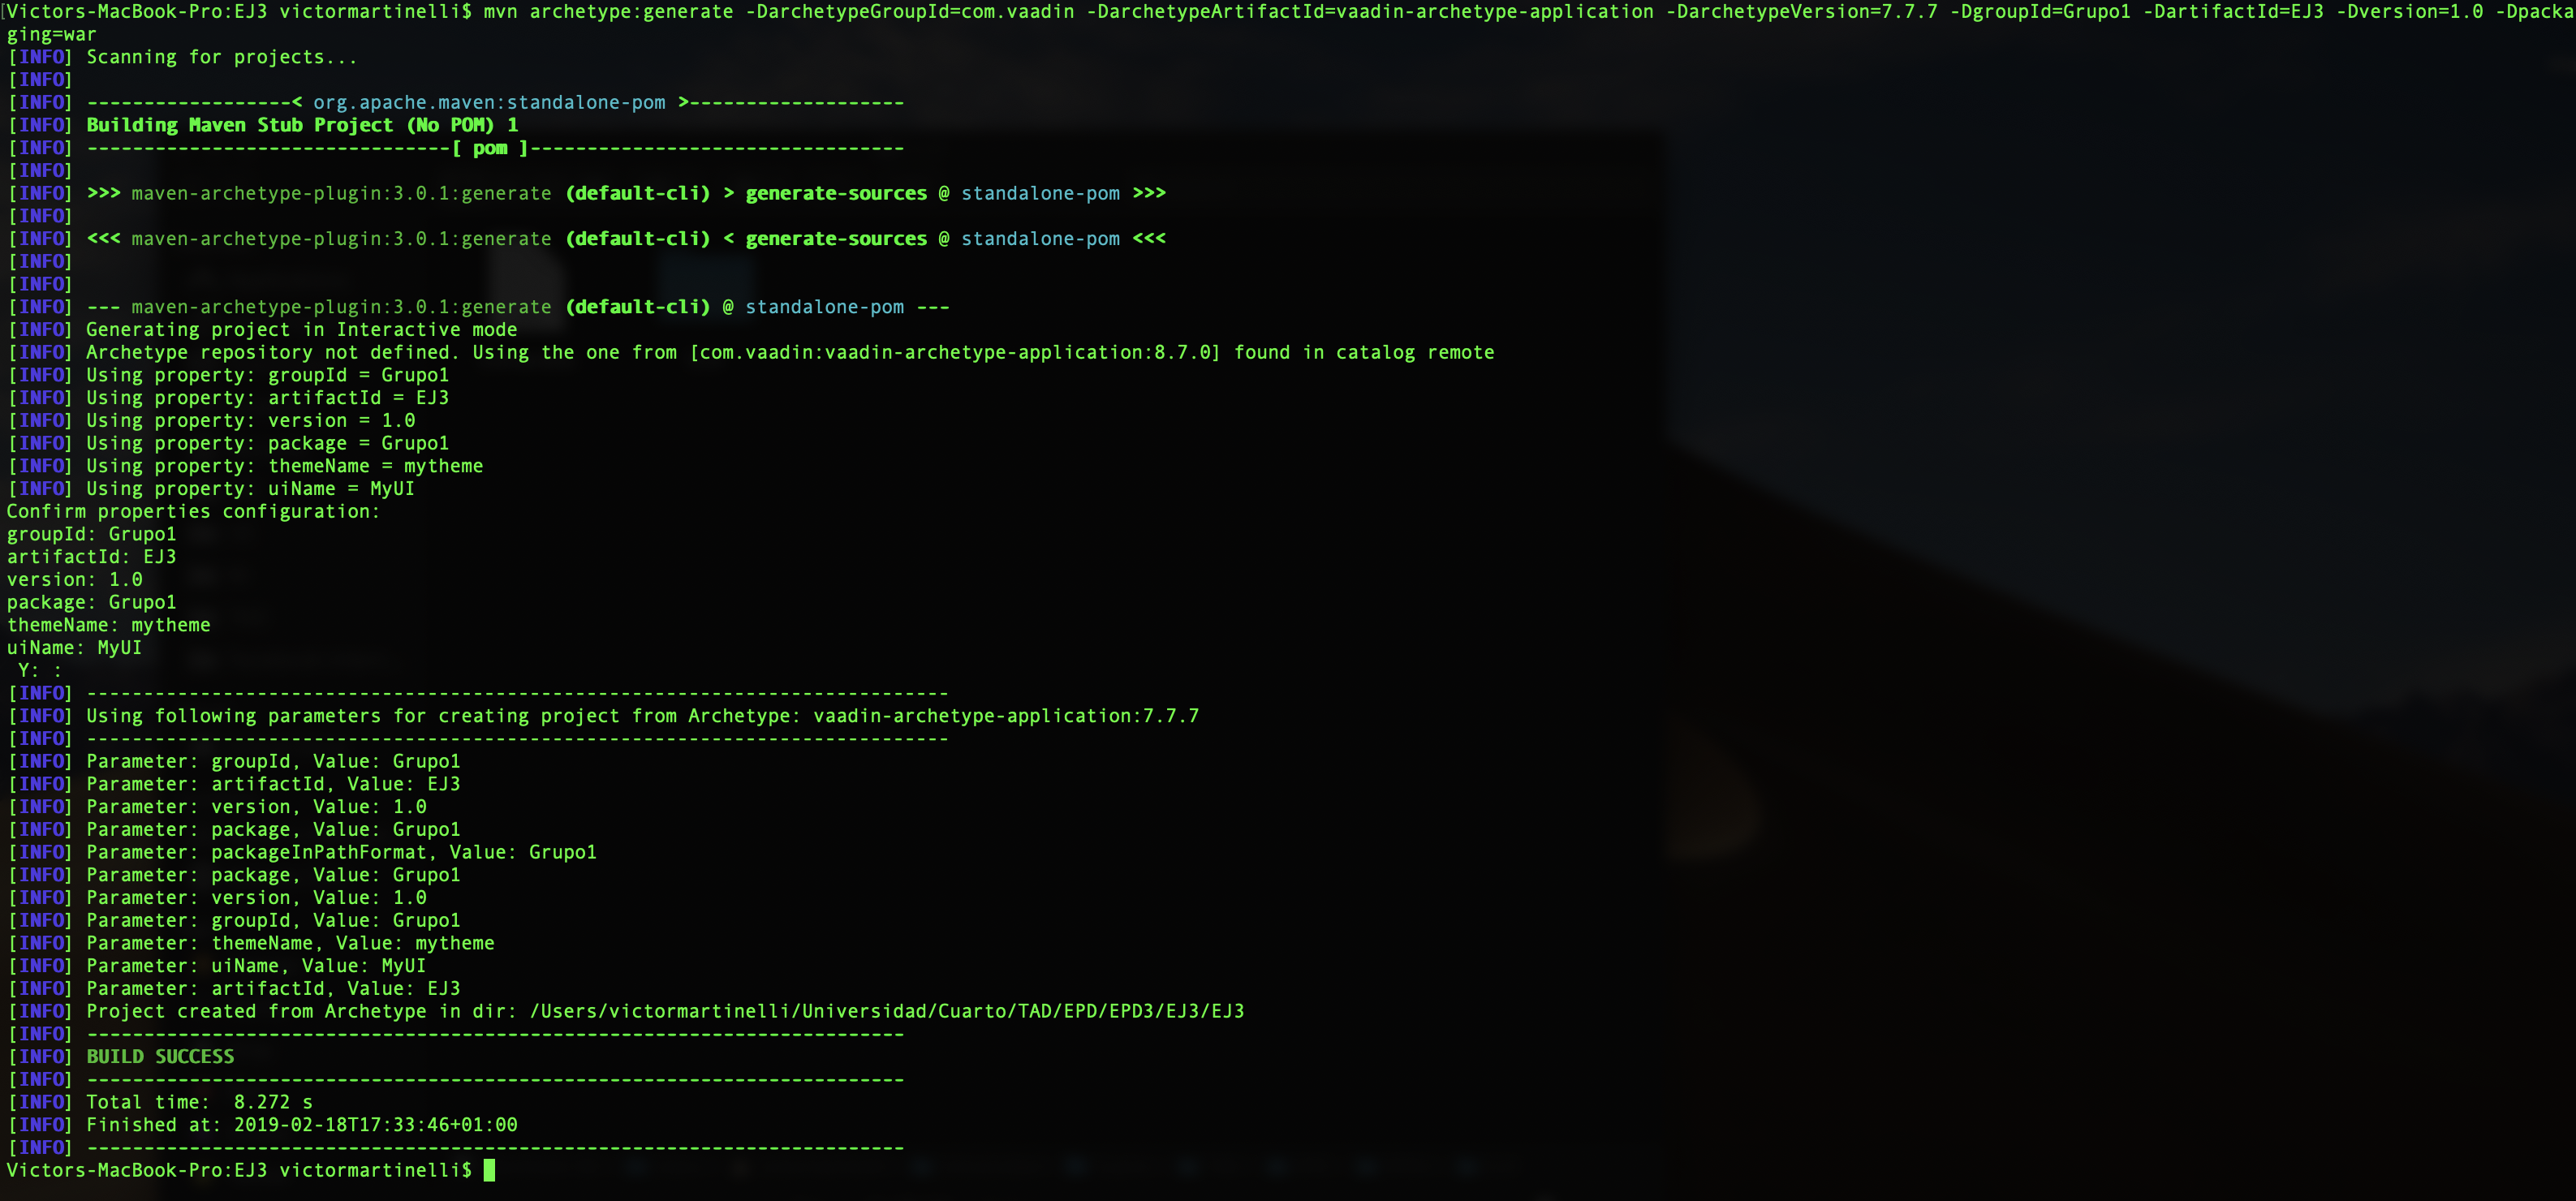 [Victors-MacBook-Pro:EJ3 victormartinelli$ mvn archetype:generate -DarchetypeGroupId=com.vaadin -DarchetypeArtifactId=vaadin-archetype-application -DarchetypeVersion=7.7.7 -DgroupId=Grupo1 -DartifactId=EJ3 -Dversion=1.0 -Dpacka
ging=war
[INFO] Scanning for projects...
[INFO]
[INFO] ------------------< org.apache.maven:standalone-pom >-------------------
[INFO] Building Maven Stub Project (No POM) 1
[INFO] --------------------------------[ pom ]---------------------------------
[INFO]
[INFO] >>> maven-archetype-plugin:3.0.1:generate (default-cli) > generate-sources @ standalone-pom >>>
[INFO]
[INFO] <<< maven-archetype-plugin:3.0.1:generate (default-cli) < generate-sources @ standalone-pom <<<
[INFO]
[INFO]
[INFO] --- maven-archetype-plugin:3.0.1:generate (default-cli) @ standalone-pom ---
[INFO] Generating project in Interactive mode
[INFO] Archetype repository not defined. Using the one from [com.vaadin:vaadin-archetype-application:8.7.0] found in catalog remote
[INFO] Using property: groupId = Grupo1
[INFO] Using property: artifactId = EJ3
[INFO] Using property: version = 1.0
[INFO] Using property: package = Grupo1
[INFO] Using property: themeName = mytheme
[INFO] Using property: uiName = MyUI
Confirm properties configuration:
groupId: Grupo1
artifactId: EJ3
version: 1.0
package: Grupo1
themeName: mytheme
uiName: MyUI
 Y: :
[INFO] ----------------------------------------------------------------------------
[INFO] Using following parameters for creating project from Archetype: vaadin-archetype-application:7.7.7
[INFO] ----------------------------------------------------------------------------
[INFO] Parameter: groupId, Value: Grupo1
[INFO] Parameter: artifactId, Value: EJ3
[INFO] Parameter: version, Value: 1.0
[INFO] Parameter: package, Value: Grupo1
[INFO] Parameter: packageInPathFormat, Value: Grupo1
[INFO] Parameter: package, Value: Grupo1
[INFO] Parameter: version, Value: 1.0
[INFO] Parameter: groupId, Value: Grupo1
[INFO] Parameter: themeName, Value: mytheme
[INFO] Parameter: uiName, Value: MyUI
[INFO] Parameter: artifactId, Value: EJ3
[INFO] Project created from Archetype in dir: /Users/victormartinelli/Universidad/Cuarto/TAD/EPD/EPD3/EJ3/EJ3
[INFO] ------------------------------------------------------------------------
[INFO] BUILD SUCCESS
[INFO] ------------------------------------------------------------------------
[INFO] Total time:  8.272 s
[INFO] Finished at: 2019-02-18T17:33:46+01:00
[INFO] ------------------------------------------------------------------------
Victors-MacBook-Pro:EJ3 victormartinelli$